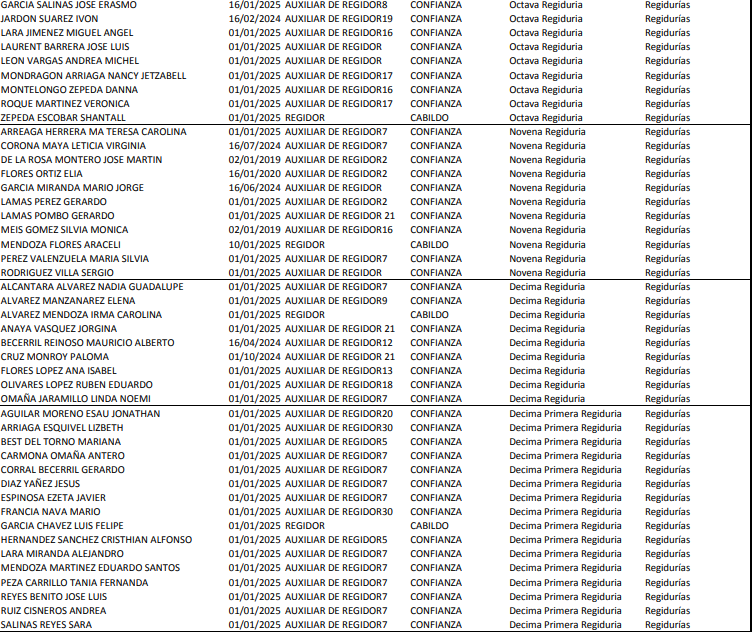 GARCIA SALINAS JOSE ERASMO 16/01/2025 AUXILIAR DE REGIDOR8 CONFIANZA Octava Regiduria Regidurías
JARDON SUAREZ IVON 16/02/2024 AUXILIAR DE REGIDOR19 CONFIANZA Octava Regiduria Regidurías
LARA JIMENEZ MIGUEL ANGEL 01/01/2025 AUXILIAR DE REGIDOR16 CONFIANZA Octava Regiduria Regidurías
LAURENT BARRERA JOSE LUIS 01/01/2025 AUXILIAR DE REGIDOR CONFIANZA Octava Regiduria Regidurías
LEON VARGAS ANDREA MICHEL 01/01/2025 AUXILIAR DE REGIDOR CONFIANZA Octava Regiduria Regidurías
MONDRAGON ARRIAGA NANCY JETZABELL 01/01/2025 AUXILIAR DE REGIDOR17 CONFIANZA Octava Regiduria Regidurías
MONTELONGO ZEPEDA DANNA 01/01/2025 AUXILIAR DE REGIDOR16 CONFIANZA Octava Regiduria Regidurías
ROQUE MARTINEZ VERONICA 01/01/2025 AUXILIAR DE REGIDOR17 CONFIANZA Octava Regiduria Regidurías
ZEPEDA ESCOBAR SHANTALL 01/01/2025 REGIDOR CABILDO Octava Regiduria Regidurías
ARREAGA HERRERA MA TERESA CAROLINA 01/01/2025 AUXILIAR DE REGIDOR7 CONFIANZA Novena Regiduria Regidurías
CORONA MAYA LETICIA VIRGINIA 16/07/2024 AUXILIAR DE REGIDOR7 CONFIANZA Novena Regiduria Regidurías
DE LA ROSA MONTERO JOSE MARTIN 02/01/2019 AUXILIAR DE REGIDOR2 CONFIANZA Novena Regiduria Regidurías
FLORES ORTIZ ELIA 16/01/2020 AUXILIAR DE REGIDOR2 CONFIANZA Novena Regiduria Regidurías
GARCIA MIRANDA MARIO JORGE 16/06/2024 AUXILIAR DE REGIDOR CONFIANZA Novena Regiduria Regidurías
LAMAS PEREZ GERARDO 01/01/2025 AUXILIAR DE REGIDOR2 CONFIANZA Novena Regiduria Regidurías
LAMAS POMBO GERARDO 01/01/2025 AUXILIAR DE REGIDOR 21 CONFIANZA Novena Regiduria Regidurías
MEIS GOMEZ SILVIA MONICA 02/01/2019 AUXILIAR DE REGIDOR16 CONFIANZA Novena Regiduria Regidurías
MENDOZA FLORES ARACELI 10/01/2025 REGIDOR CABILDO Novena Regiduria Regidurías
PEREZ VALENZUELA MARIA SILVIA 01/01/2025 AUXILIAR DE REGIDOR7 CONFIANZA Novena Regiduria Regidurías
RODRIGUEZ VILLA SERGIO 01/01/2025 AUXILIAR DE REGIDOR CONFIANZA Novena Regiduria Regidurías
ALCANTARA ALVAREZ NADIA GUADALUPE 01/01/2025 AUXILIAR DE REGIDOR7 CONFIANZA Decima Regiduria Regidurías
ALVAREZ MANZANAREZ ELENA 01/01/2025 AUXILIAR DE REGIDOR9 CONFIANZA Decima Regiduria Regidurías
ALVAREZ MENDOZA IRMA CAROLINA 01/01/2025 REGIDOR CABILDO Decima Regiduria Regidurías
ANAYA VASQUEZ JORGINA 01/01/2025 AUXILIAR DE REGIDOR 21 CONFIANZA Decima Regiduria Regidurías
BECERRIL REINOSO MAURICIO ALBERTO 16/04/2024 AUXILIAR DE REGIDOR12 CONFIANZA Decima Regiduria Regidurías
CRUZ MONROY PALOMA 01/10/2024 AUXILIAR DE REGIDOR 21 CONFIANZA Decima Regiduria Regidurías
FLORES LOPEZ ANA ISABEL 01/01/2025 AUXILIAR DE REGIDOR13 CONFIANZA Decima Regiduria Regidurías
OLIVARES LOPEZ RUBEN EDUARDO 01/01/2025 AUXILIAR DE REGIDOR18 CONFIANZA Decima Regiduria Regidurías
OMAÑA JARAMILLO LINDA NOEMI 01/01/2025 AUXILIAR DE REGIDOR7 CONFIANZA Decima Regiduria Regidurías
AGUILAR MORENO ESAU JONATHAN 01/01/2025 AUXILIAR DE REGIDOR20 CONFIANZA Decima Primera Regiduria Regidurías
ARRIAGA ESQUIVEL LIZBETH 01/01/2025 AUXILIAR DE REGIDOR30 CONFIANZA Decima Primera Regiduria Regidurías
BEST DEL TORNO MARIANA 01/01/2025 AUXILIAR DE REGIDOR5 CONFIANZA Decima Primera Regiduria Regidurías
CARMONA OMAÑA ANTERO 01/01/2025 AUXILIAR DE REGIDOR7 CONFIANZA Decima Primera Regiduria Regidurías
CORRAL BECERRIL GERARDO 01/01/2025 AUXILIAR DE REGIDOR7 CONFIANZA Decima Primera Regiduria Regidurías
DIAZ YAÑEZ JESUS 01/01/2025 AUXILIAR DE REGIDOR7 CONFIANZA Decima Primera Regiduria Regidurías
ESPINOSA EZETA JAVIER 01/01/2025 AUXILIAR DE REGIDOR7 CONFIANZA Decima Primera Regiduria Regidurías
FRANCIA NAVA MARIO 01/01/2025 AUXILIAR DE REGIDOR30 CONFIANZA Decima Primera Regiduria Regidurías
GARCIA CHAVEZ LUIS FELIPE 01/01/2025 REGIDOR CABILDO Decima Primera Regiduria Regidurías
HERNANDEZ SANCHEZ CRISTHIAN ALFONSO 01/01/2025 AUXILIAR DE REGIDOR5 CONFIANZA Decima Primera Regiduria Regidurías
LARA MIRANDA ALEJANDRO 01/01/2025 AUXILIAR DE REGIDOR7 CONFIANZA Decima Primera Regiduria Regidurías
MENDOZA MARTINEZ EDUARDO SANTOS 01/01/2025 AUXILIAR DE REGIDOR7 CONFIANZA Decima Primera Regiduria Regidurías
PEZA CARRILLO TANIA FERNANDA 01/01/2025 AUXILIAR DE REGIDOR7 CONFIANZA Decima Primera Regiduria Regidurías
REYES BENITO JOSE LUIS 01/01/2025 AUXILIAR DE REGIDOR7 CONFIANZA Decima Primera Regiduria Regidurías
RUIZ CISNEROS ANDREA 01/01/2025 AUXILIAR DE REGIDOR7 CONFIANZA Decima Primera Regiduria Regidurías
SALINAS REYES SARA 01/01/2025 AUXILIAR DE REGIDOR7 CONFIANZA Decima Primera Regiduria Regidurías